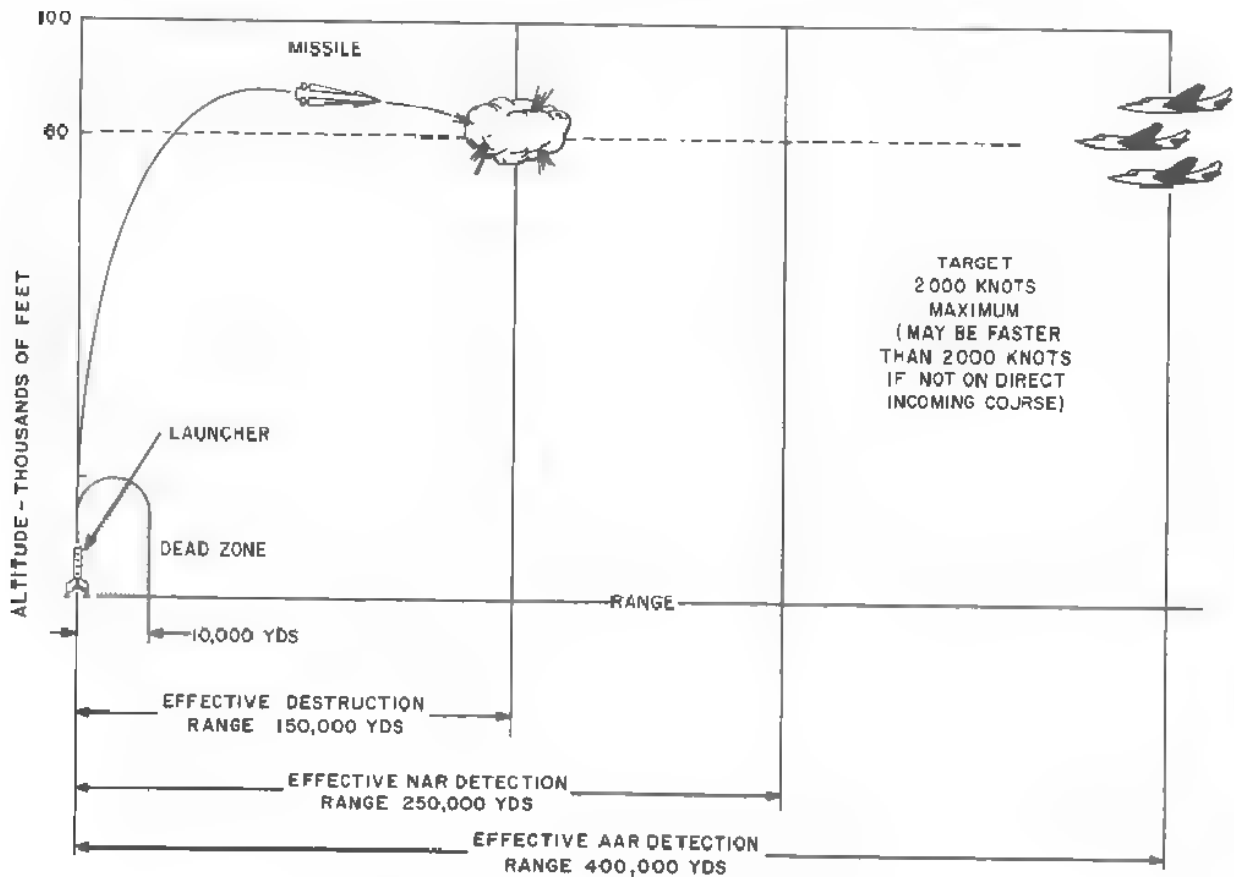 100
MISSILE
80
TARGET
2000 KNOTS
MAXIMUM
(MAY BE FASTER
THAN 2000 KNOTS
IF NOT ON DIRECT
INCOMING COURSE)
ALTITUDE - THOUSANDS OF FEET
LAUNCHER
DEAD ZONE
RANGE
10,000 YDS
EFFECTIVE DESTRUCTION
RANGE 150,000 YDS
EFFECTIVE NAR DETECTION
RANGE 250,000 YDS
EFFECTIVE AAR DETECTION
RANGE 400,000 YDS